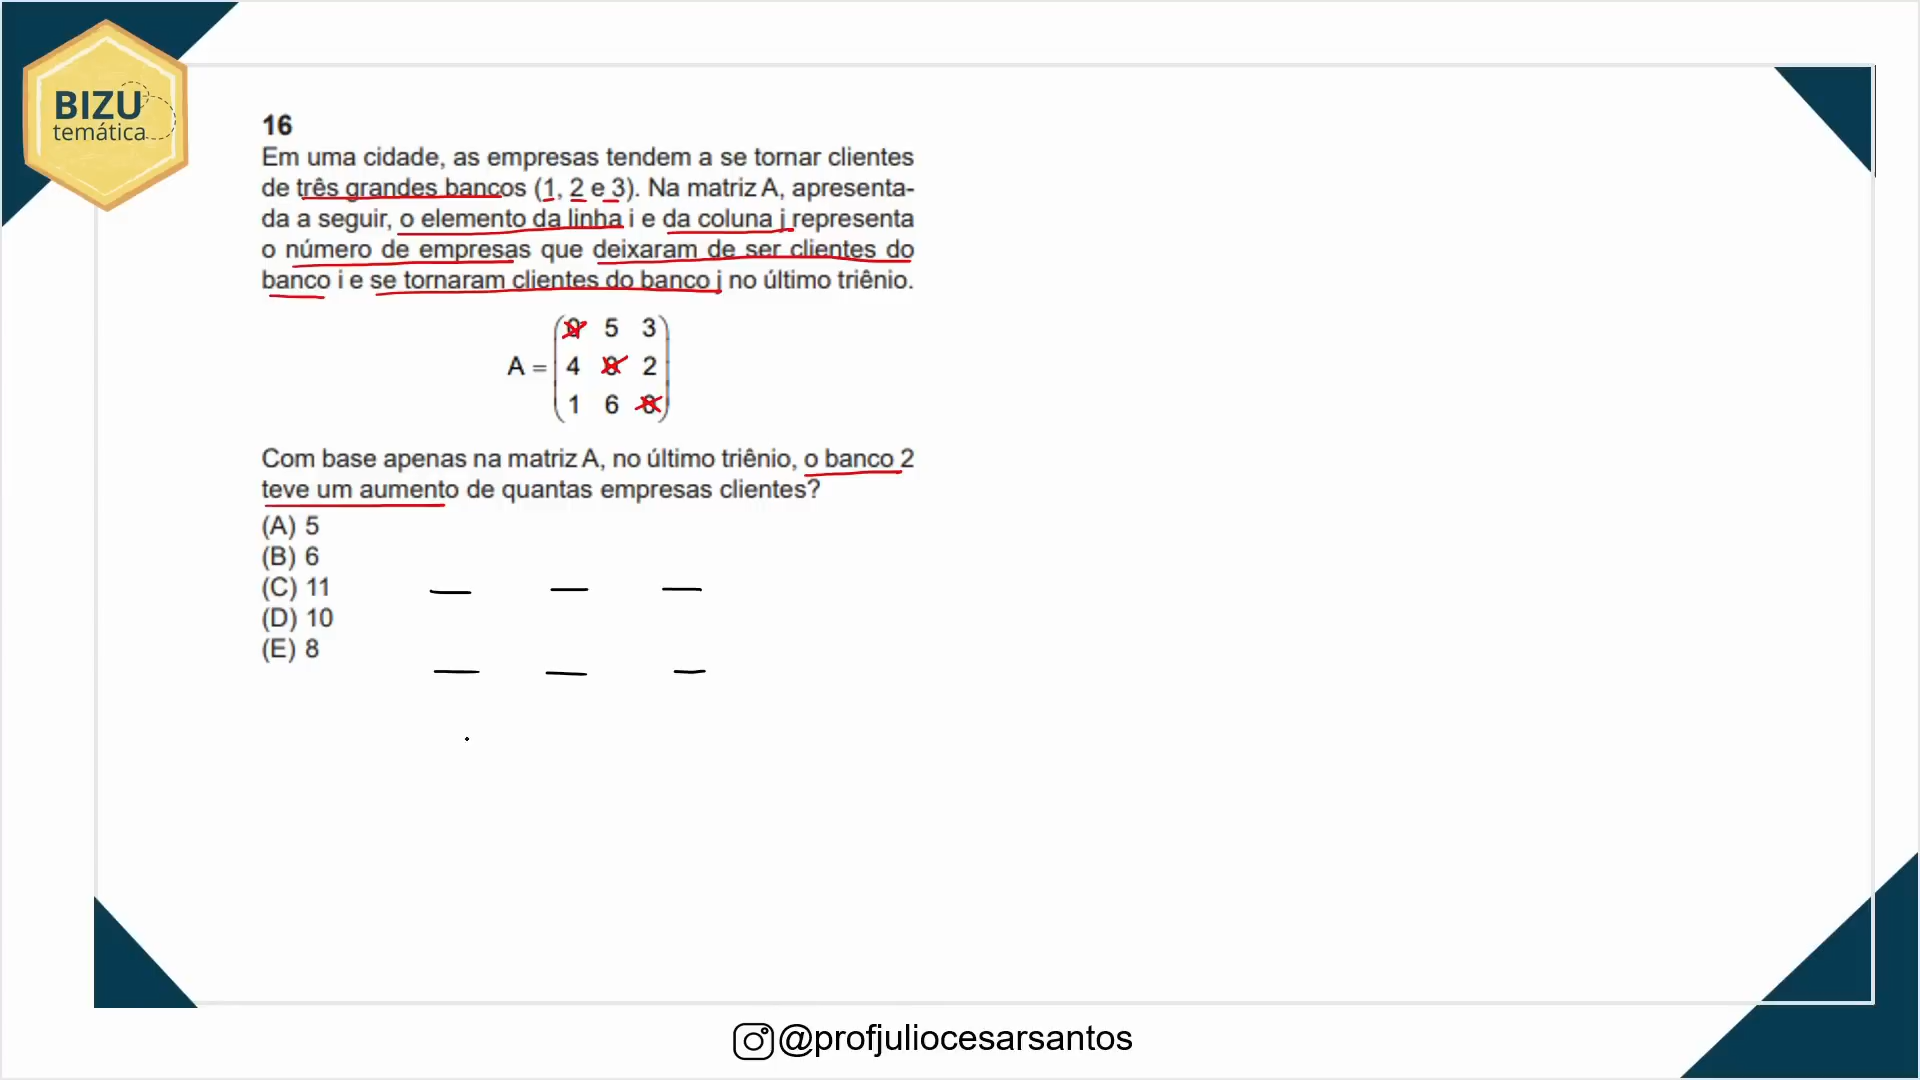 BIZU
temática
16
Em uma cidade, as empresas tendem a se tornar clientes
de três grandes bancos (1, 2 e 3). Na matriz A, apresenta-
da a seguir, o elemento da linha i e da coluna j representa
o número de empresas que deixaram de ser clientes do
banco i e se tornaram clientes do banco j no último triênio.
0 5 3
A = 4 0 2
1 6 0
Com base apenas na matriz A, no último triênio, o banco 2
teve um aumento de quantas empresas clientes?
(A) 5
(B) 6
(C) 11
(D) 10
(E) 8
@profjuliocesarsantos